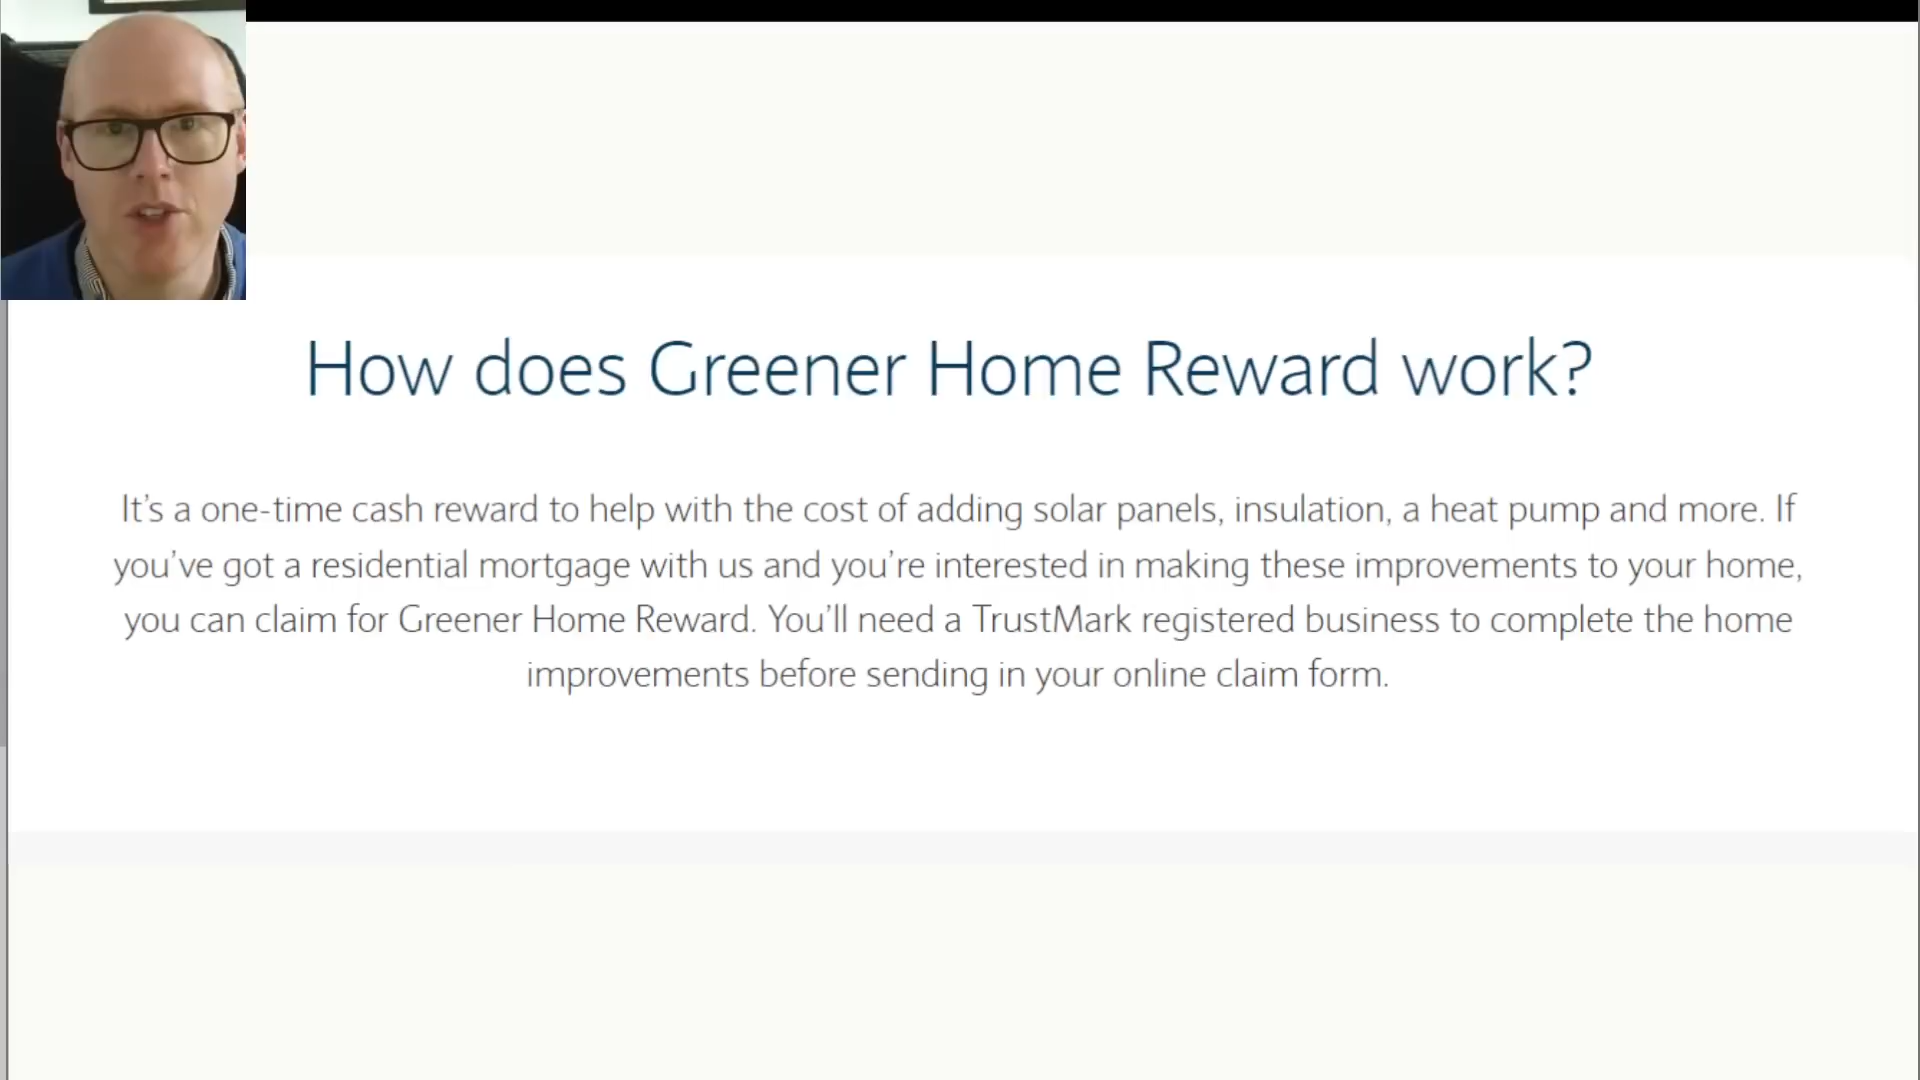 How does Greener Home Reward work?
It’s a one-time cash reward to help with the cost of adding solar panels, insulation, a heat pump and more. If
you’ve got a residential mortgage with us and you’re interested in making these improvements to your home,
you can claim for Greener Home Reward. You’ll need a TrustMark registered business to complete the home
improvements before sending in your online claim form.